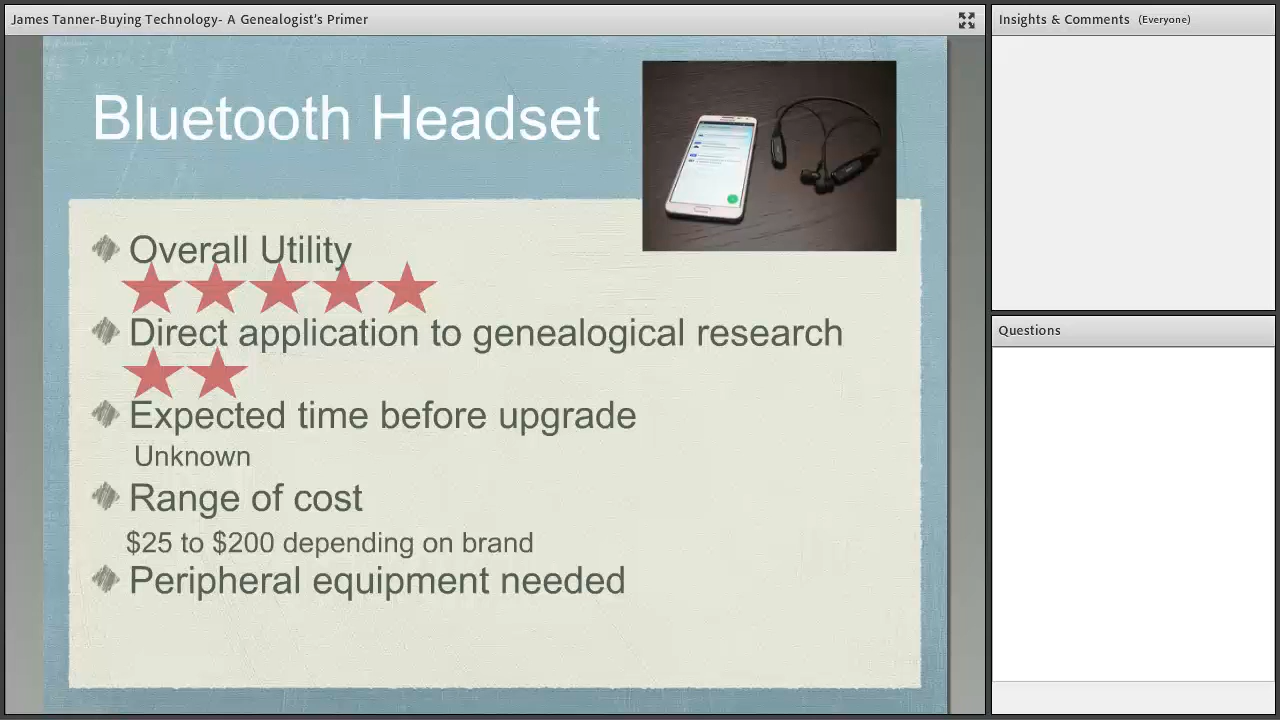 James Tanner-Buying Technology- A Genealogist's Primer
Insights & Comments (Everyone)
Bluetooth Headset
Overall Utility
Direct application to genealogical research
Expected time before upgrade
Unknown
Range of cost
$25 to $200 depending on brand
Peripheral equipment needed
Questions